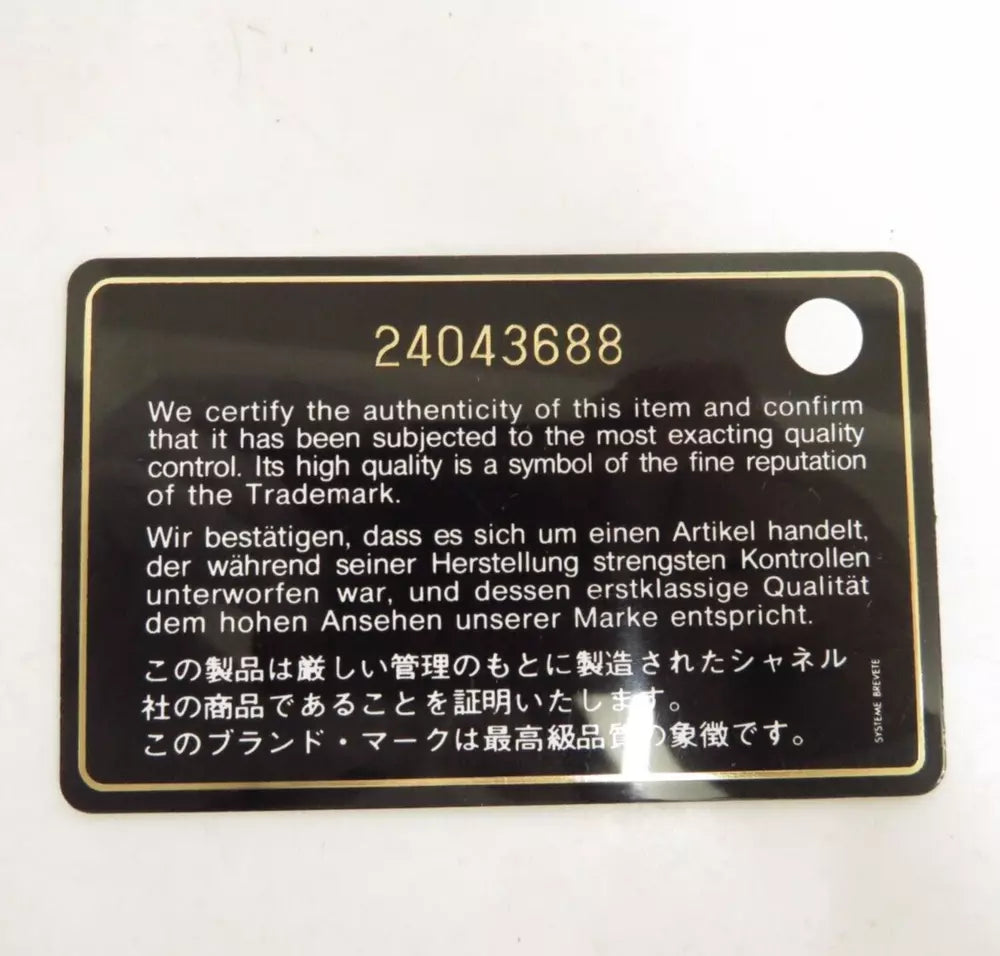 24043688
We certify the authenticity of this item and confirm
that it has been subjected to the most exacting quality
control. Its high quality is a symbol of the fine reputation
of the Trademark.
Wir bestätigen, dass es sich um einen Artikel handelt,
der während seiner Herstellung strengsten Kontrollen
unterworfen war, und dessen erstklassige Qualität
dem hohen Ansehen unserer Marke entspricht.
この製品は厳しい管理のもとに製造されたシャネル
社の商品であることを証明いたします。
このブランド・マークは最高級品質の象徴です。
SYSTEME BREVETE